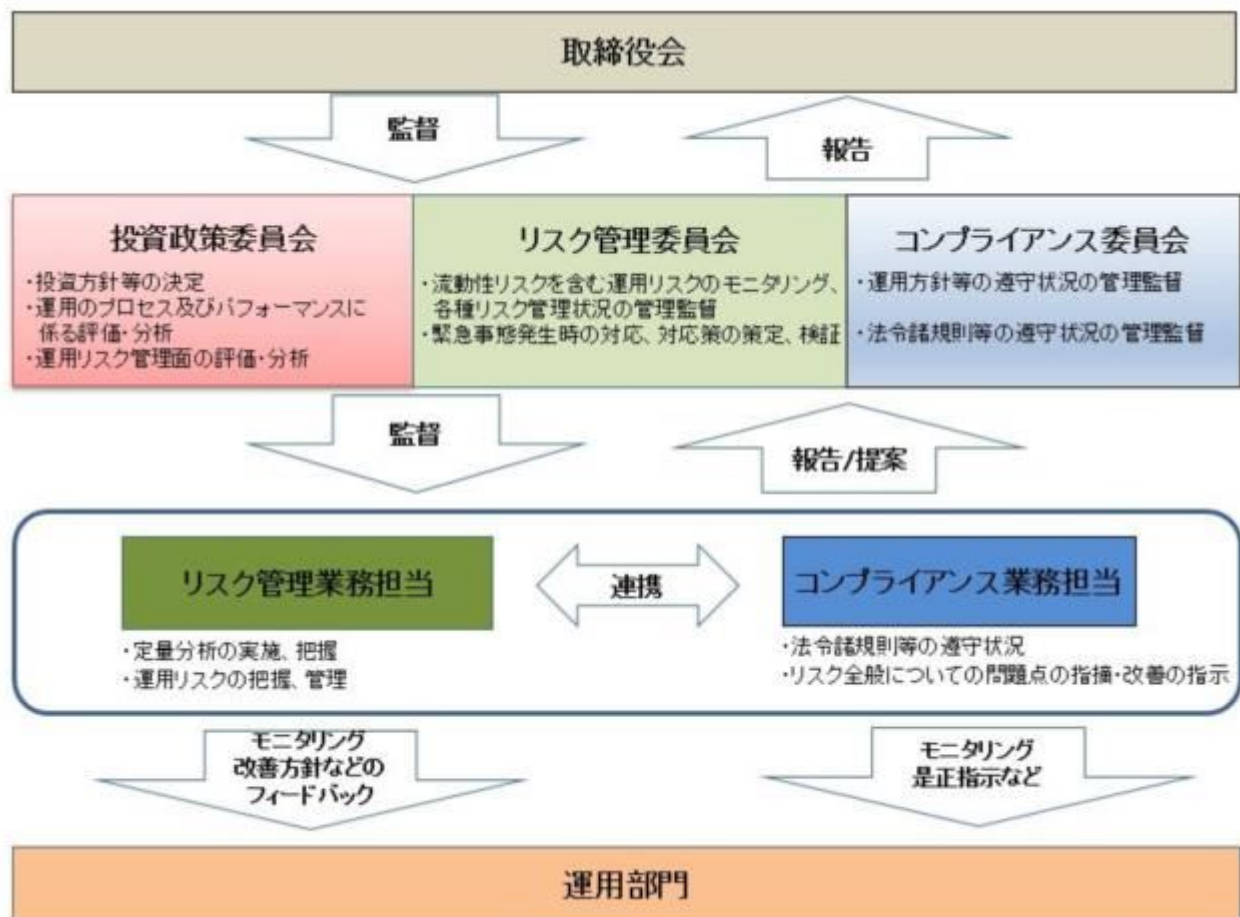 取締役会
監督
報告
投資政策委員会
・投資方針等の決定
・運用のプロセス及びパフォーマンスに
係る評価・分析
・運用リスク管理面の評価・分析
リスク管理委員会
・流動性リスクを含む運用リスクのモニタリング、
各種リスク管理状況の管理監督
・緊急事態発生時の対応、対応策の策定、検証
コンプライアンス委員会
・運用方針等の遵守状況の管理監督
・法令諸規則等の遵守状況の管理監督
監督
報告/提案
リスク管理業務担当
・定量分析の実施、把握
・運用リスクの把握、管理
連携
コンプライアンス業務担当
・法令諸規則等の遵守状況
・リスク全般についての問題点の指摘・改善の指示
モニタリング
改善方針などの
フィードバック
モニタリング
是正指示など
運用部門